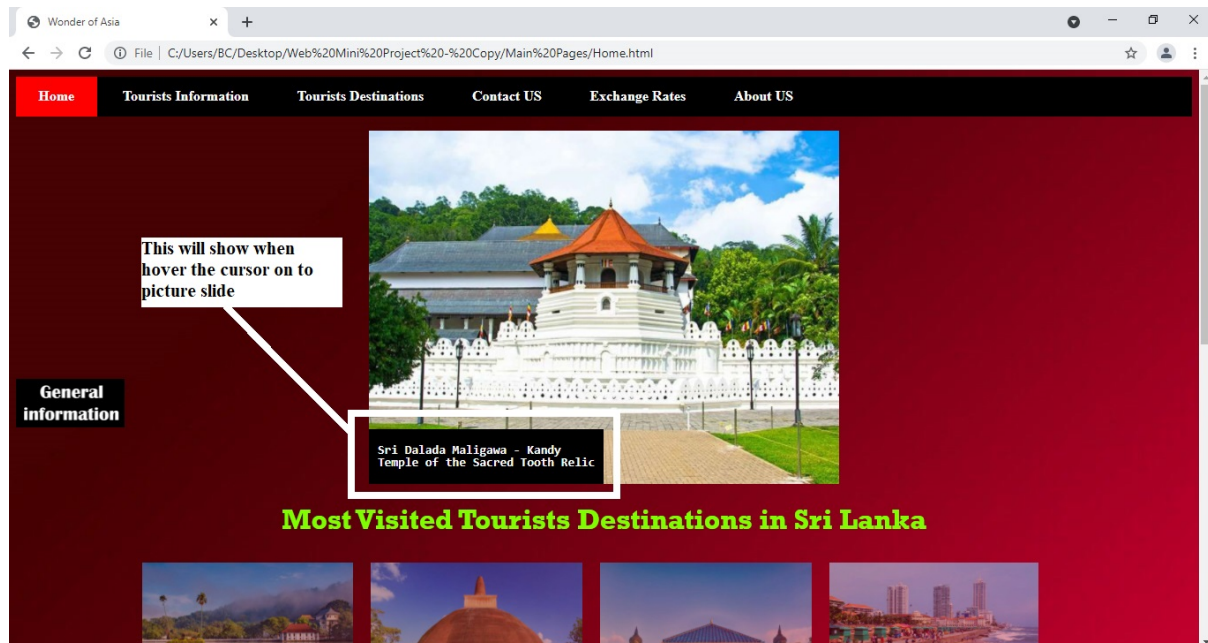 Wonder of Asia
File | C:/Users/BC/Desktop/Web%20Mini%20Project%20-%20Copy/Main%20Pages/Home.html
Home Tourists Information Tourists Destinations Contact US Exchange Rates About US
This will show when
hover the cursor on to
picture slide
General
information
Sri Dalada Maligawa - Kandy
Temple of the Sacred Tooth Relic
Most Visited Tourists Destinations in Sri Lanka